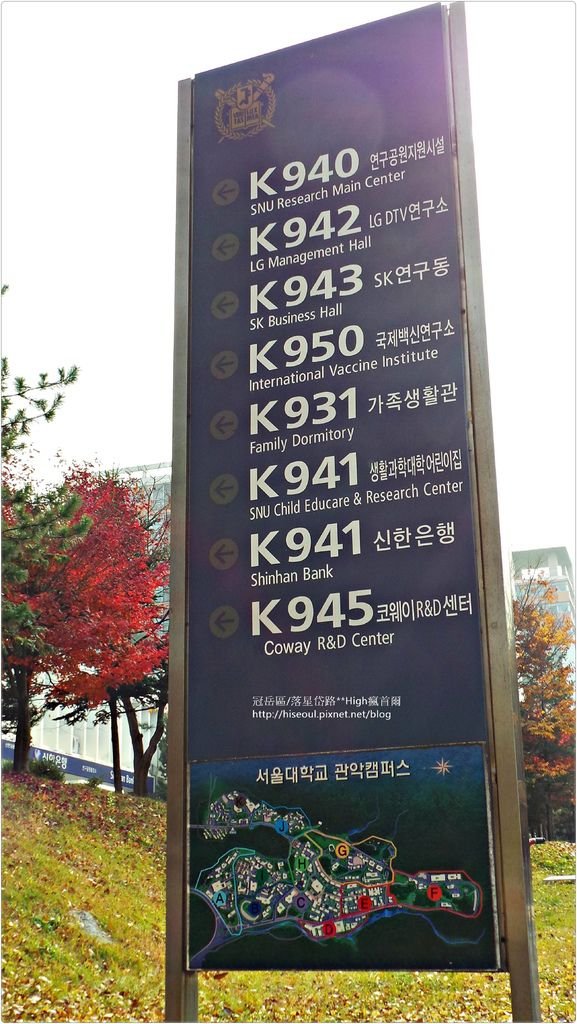 K940 연구공원지원시설
SNU Research Main Center
K942 LG DTV연구소
LG Management Hall
K943 SK연구동
SK Business Hall
K950 국제백신연구소
International Vaccine Institute
K931 가족생활관
Family Dormitory
K941 생활과학대학어린이집
SNU Child Educare & Research Center
K941 신한은행
Shinhan Bank
K945 코웨이R&D센터
Coway R&D Center
冠岳區/落星岱路**High瘋首爾
http://hiseoul.pixnet.net/blog
서울대학교 관악캠퍼스
J
G
H
I
A
B
C
E
F
D
신한은행